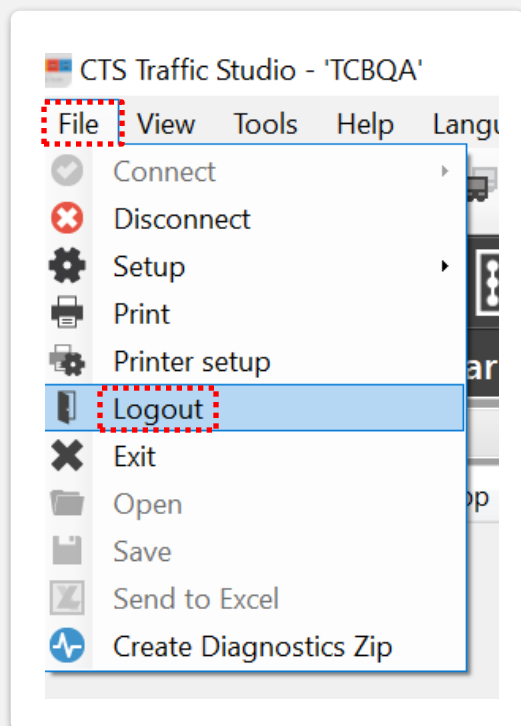 CTS Traffic Studio - 'TCBQA'
File View Tools Help
Connect
Disconnect
Setup
Print
Printer setup
Logout
Exit
Open
Save
Send to Excel
Create Diagnostics Zip